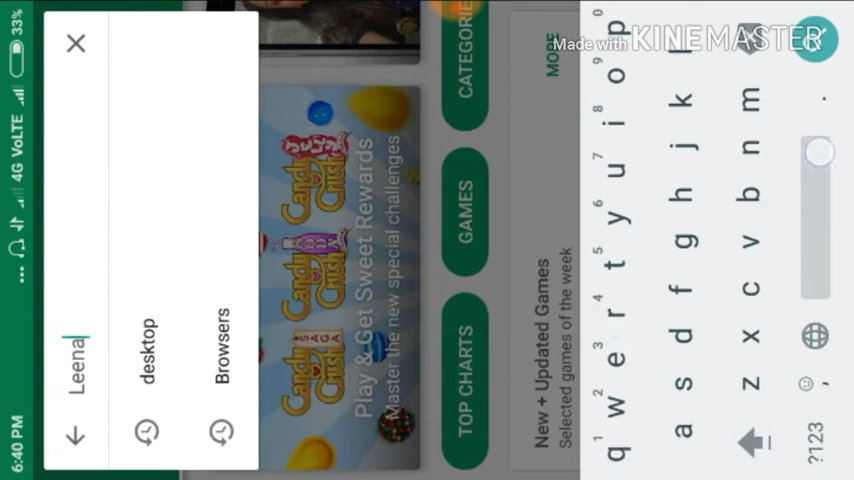 6:40 PM
4G VoLTE
33%
Leena
desktop
Browsers
CANDY CRUSH SAGA
CANDY CRUSH SODA
CANDY CRUSH JELLY
Play & Get Sweet Rewards
Master the new special challenges
TOP CHARTS
GAMES
CATEGORIE
New + Updated Games
Selected games of the week
MORE
1 2 3 4 5 6 7 8 9 0
q w e r t y u i o p
a s d f g h j k l
z x c v b n m
?123 , .
Made with KINEMASTER